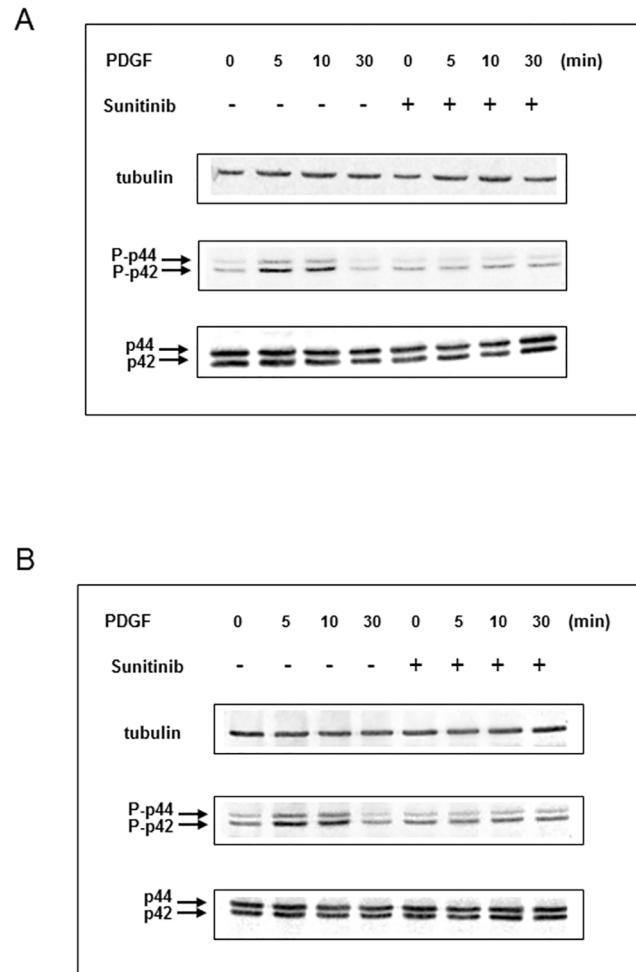 A
PDGF 0 5 10 30 0 5 10 30 (min)
Sunitinib - - - - + + + +
tubulin
P-p44
P-p42
p44
p42
B
PDGF 0 5 10 30 0 5 10 30 (min)
Sunitinib - - - - + + + +
tubulin
P-p44
P-p42
p44
p42